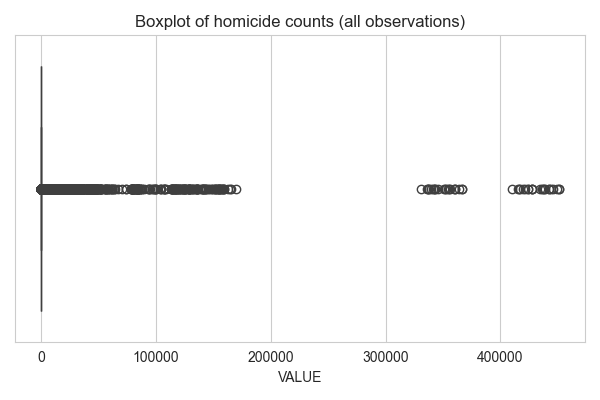 Boxplot of homicide counts (all observations)
0 100000 200000 300000 400000
VALUE